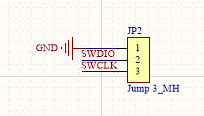 JP2
GND 1
SWDIO 2
SWCLK 3
Jump 3_MH